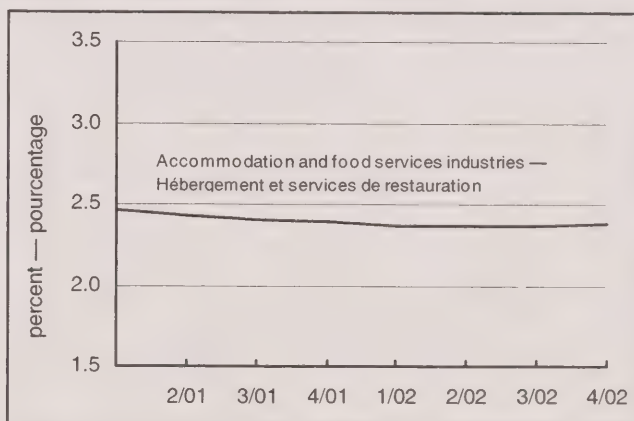 percent — pourcentage
3.5
3.0
2.5
2.0
1.5
Accommodation and food services industries —
Héberqement et services de restauration
2/01 3/01 4/01 1/02 2/02 3/02 4/02